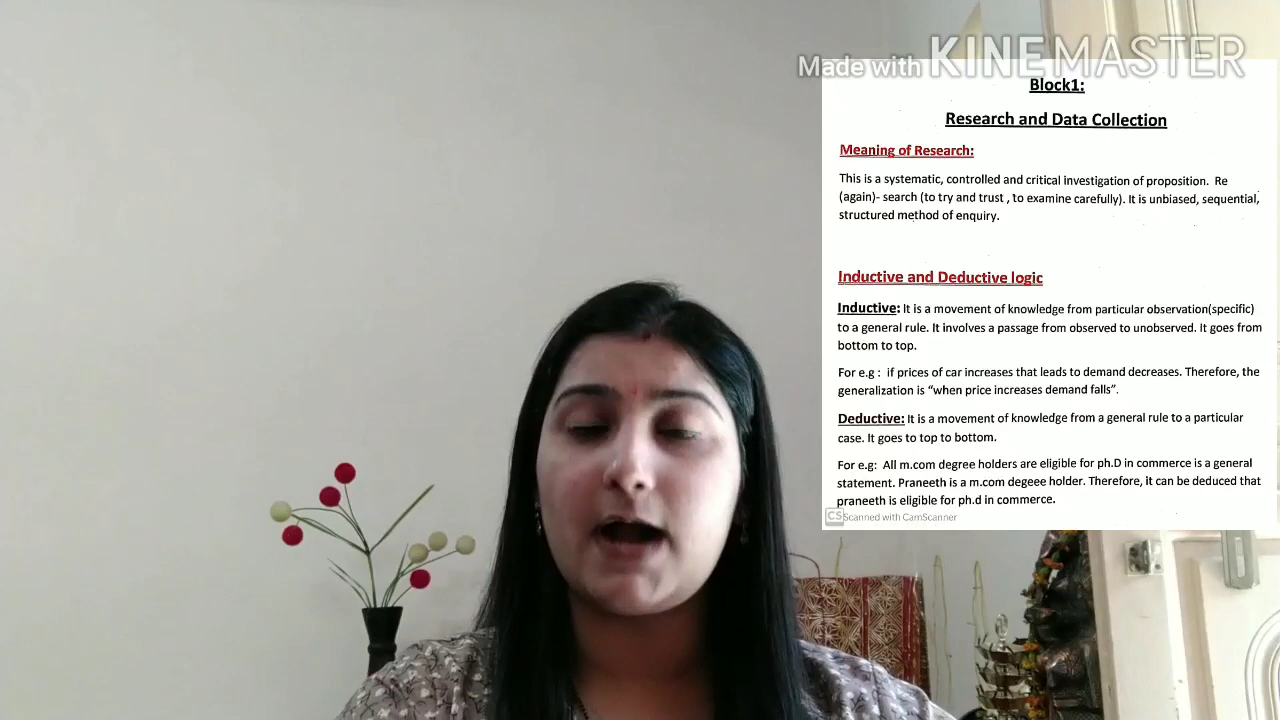 Made with KINEMASTER
Block1:
Research and Data Collection
Meaning of Research:
This is a systematic, controlled and critical investigation of proposition. Re
(again)- search (to try and trust , to examine carefully). It is unbiased, sequential,
structured method of enquiry.
Inductive and Deductive logic
Inductive: It is a movement of knowledge from particular observation(specific)
to a general rule. It involves a passage from observed to unobserved. It goes from
bottom to top.
For e.g : if prices of car increases that leads to demand decreases. Therefore, the
generalization is “when price increases demand falls”.
Deductive: It is a movement of knowledge from a general rule to a particular
case. It goes to top to bottom.
For e.g: All m.com degree holders are eligible for ph.D in commerce is a general
statement. Praneeth is a m.com degeee holder. Therefore, it can be deduced that
praneeth is eligible for ph.d in commerce.
CS Scanned with CamScanner